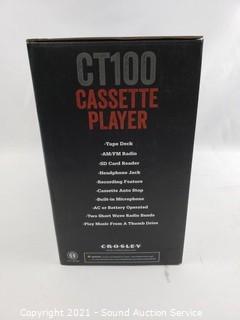 CT100
CASSETTE
PLAYER
-Tape Deck
-AM/FM Radio
-SD Card Reader
-Headphone Jack
-Recording Feature
-Cassette Auto Stop
-Built-in Microphone
-AC or Battery Operated
-Two Short Wave Radio Bands
-Play Music From A Thumb Drive
CROSLEY
Copyright 2021 - Sound Auction Service